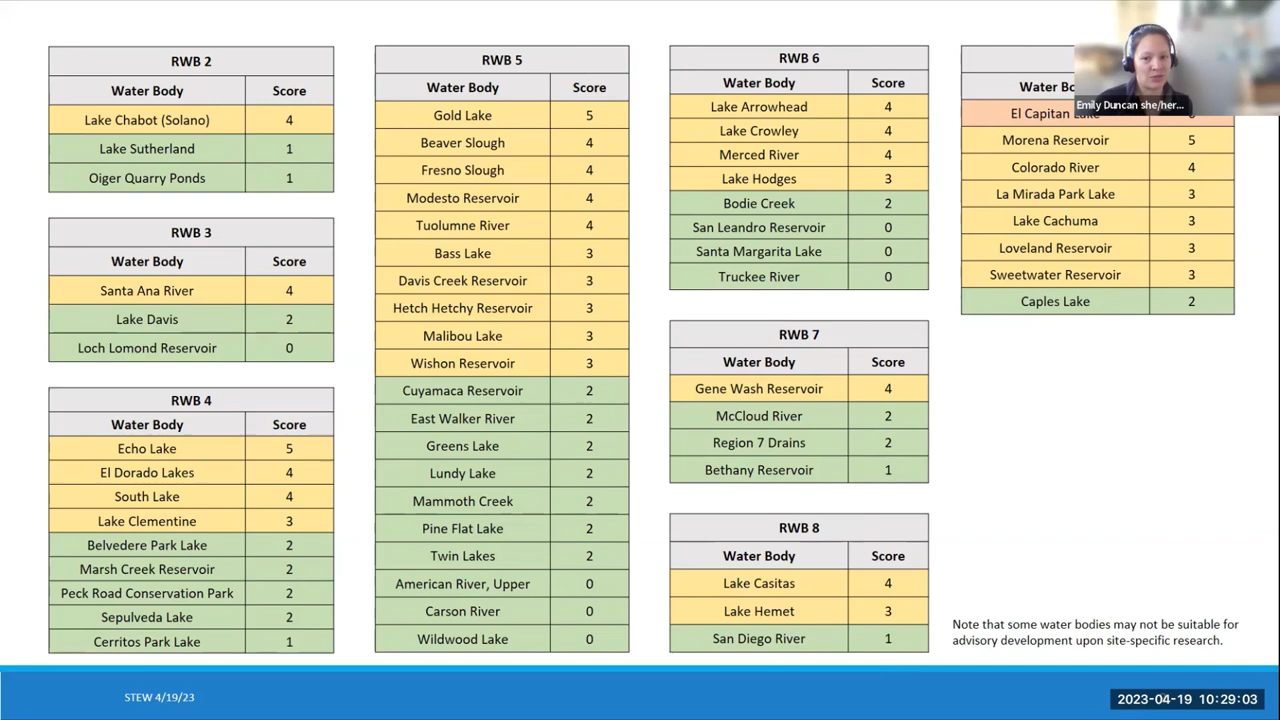 RWB 2
Water Body Score
Lake Chabot (Solano) 4
Lake Sutherland 1
Oiger Quarry Ponds 1
RWB 3
Water Body Score
Santa Ana River 4
Lake Davis 2
Loch Lomond Reservoir 0
RWB 4
Water Body Score
Echo Lake 5
El Dorado Lakes 4
South Lake 4
Lake Clementine 3
Belvedere Park Lake 2
Marsh Creek Reservoir 2
Peck Road Conservation Park 2
Sepulveda Lake 2
Cerritos Park Lake 1
RWB 5
Water Body Score
Gold Lake 5
Beaver Slough 4
Fresno Slough 4
Modesto Reservoir 4
Tuolumne River 4
Bass Lake 3
Davis Creek Reservoir 3
Hetch Hetchy Reservoir 3
Malibou Lake 3
Wishon Reservoir 3
Cuyamaca Reservoir 2
East Walker River 2
Greens Lake 2
Lundy Lake 2
Mammoth Creek 2
Pine Flat Lake 2
Twin Lakes 2
American River, Upper 0
Carson River 0
Wildwood Lake 0
RWB 6
Water Body Score
Lake Arrowhead 4
Lake Crowley 4
Merced River 4
Lake Hodges 3
Bodie Creek 2
San Leandro Reservoir 0
Santa Margarita Lake 0
Truckee River 0
RWB 7
Water Body Score
Gene Wash Reservoir 4
McCloud River 2
Region 7 Drains 2
Bethany Reservoir 1
RWB 8
Water Body Score
Lake Casitas 4
Lake Hemet 3
San Diego River 1
Water
El Capitan
Morena Reservoir 5
Colorado River 4
La Mirada Park Lake 3
Lake Cachuma 3
Loveland Reservoir 3
Sweetwater Reservoir 3
Caples Lake 2
Emily Duncan she/her...
Note that some water bodies may not be suitable for
advisory development upon site-specific research.
STEW 4/19/23
2023-04-19 10:29:03